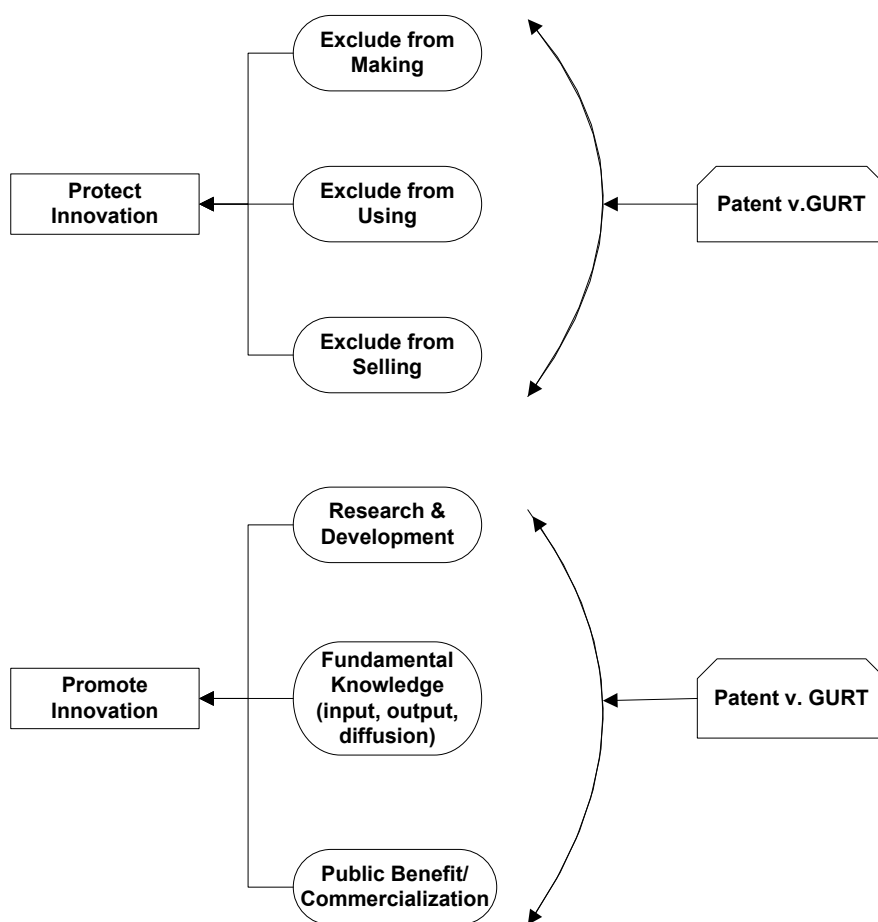 Exclude from
Making
Protect
Innovation
Exclude from
Using
Patent v.GURT
Exclude from
Selling
Research &
Development
Promote
Innovation
Fundamental
Knowledge
(input, output,
diffusion)
Patent v. GURT
Public Benefit/
Commercialization